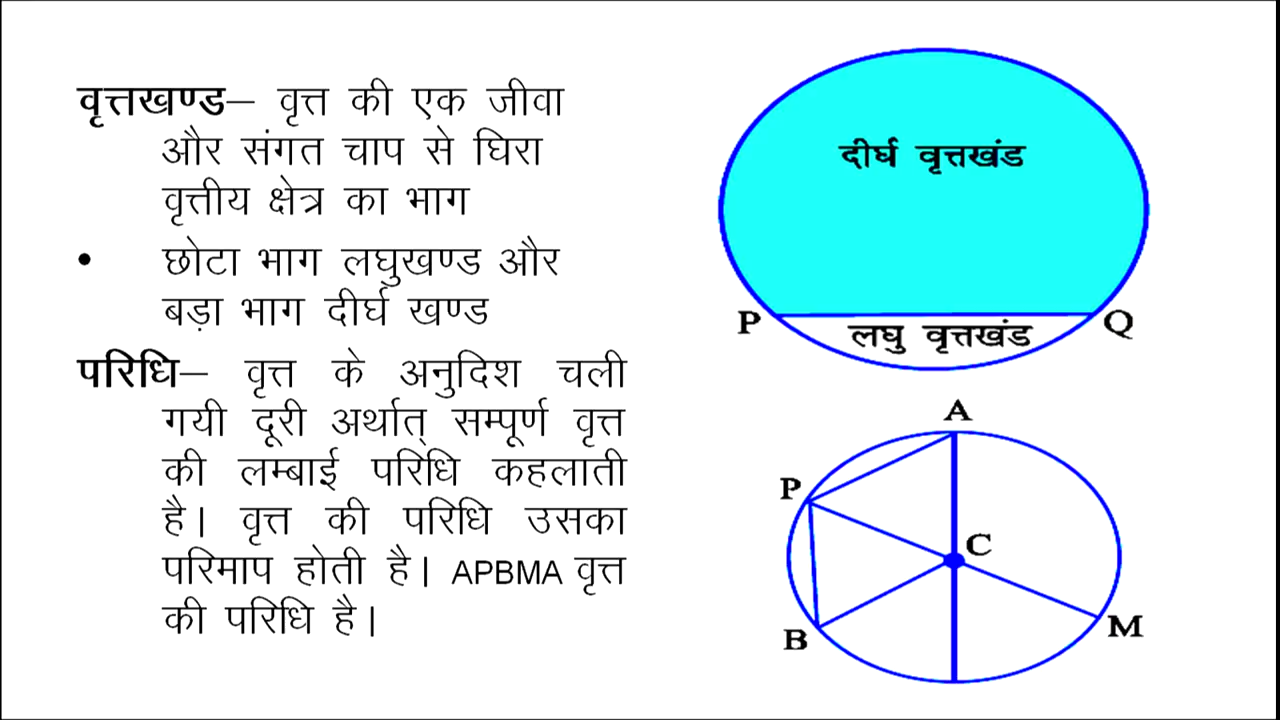 वृत्तखण्ड– वृत्त की एक जीवा
और संगत चाप से घिरा
वृत्तीय क्षेत्र का भाग
• छोटा भाग लघुखण्ड और
बड़ा भाग दीर्घ खण्ड
परिधि– वृत्त के अनुदिश चली
गयी दूरी अर्थात् सम्पूर्ण वृत्त
की लम्बाई परिधि कहलाती
है। वृत्त की परिधि उसका
परिमाप होती है। APBMA वृत्त
की परिधि है।
दीर्घ वृत्तखंड
P
Q
लघु वृत्तखंड
A
P
C
B
M